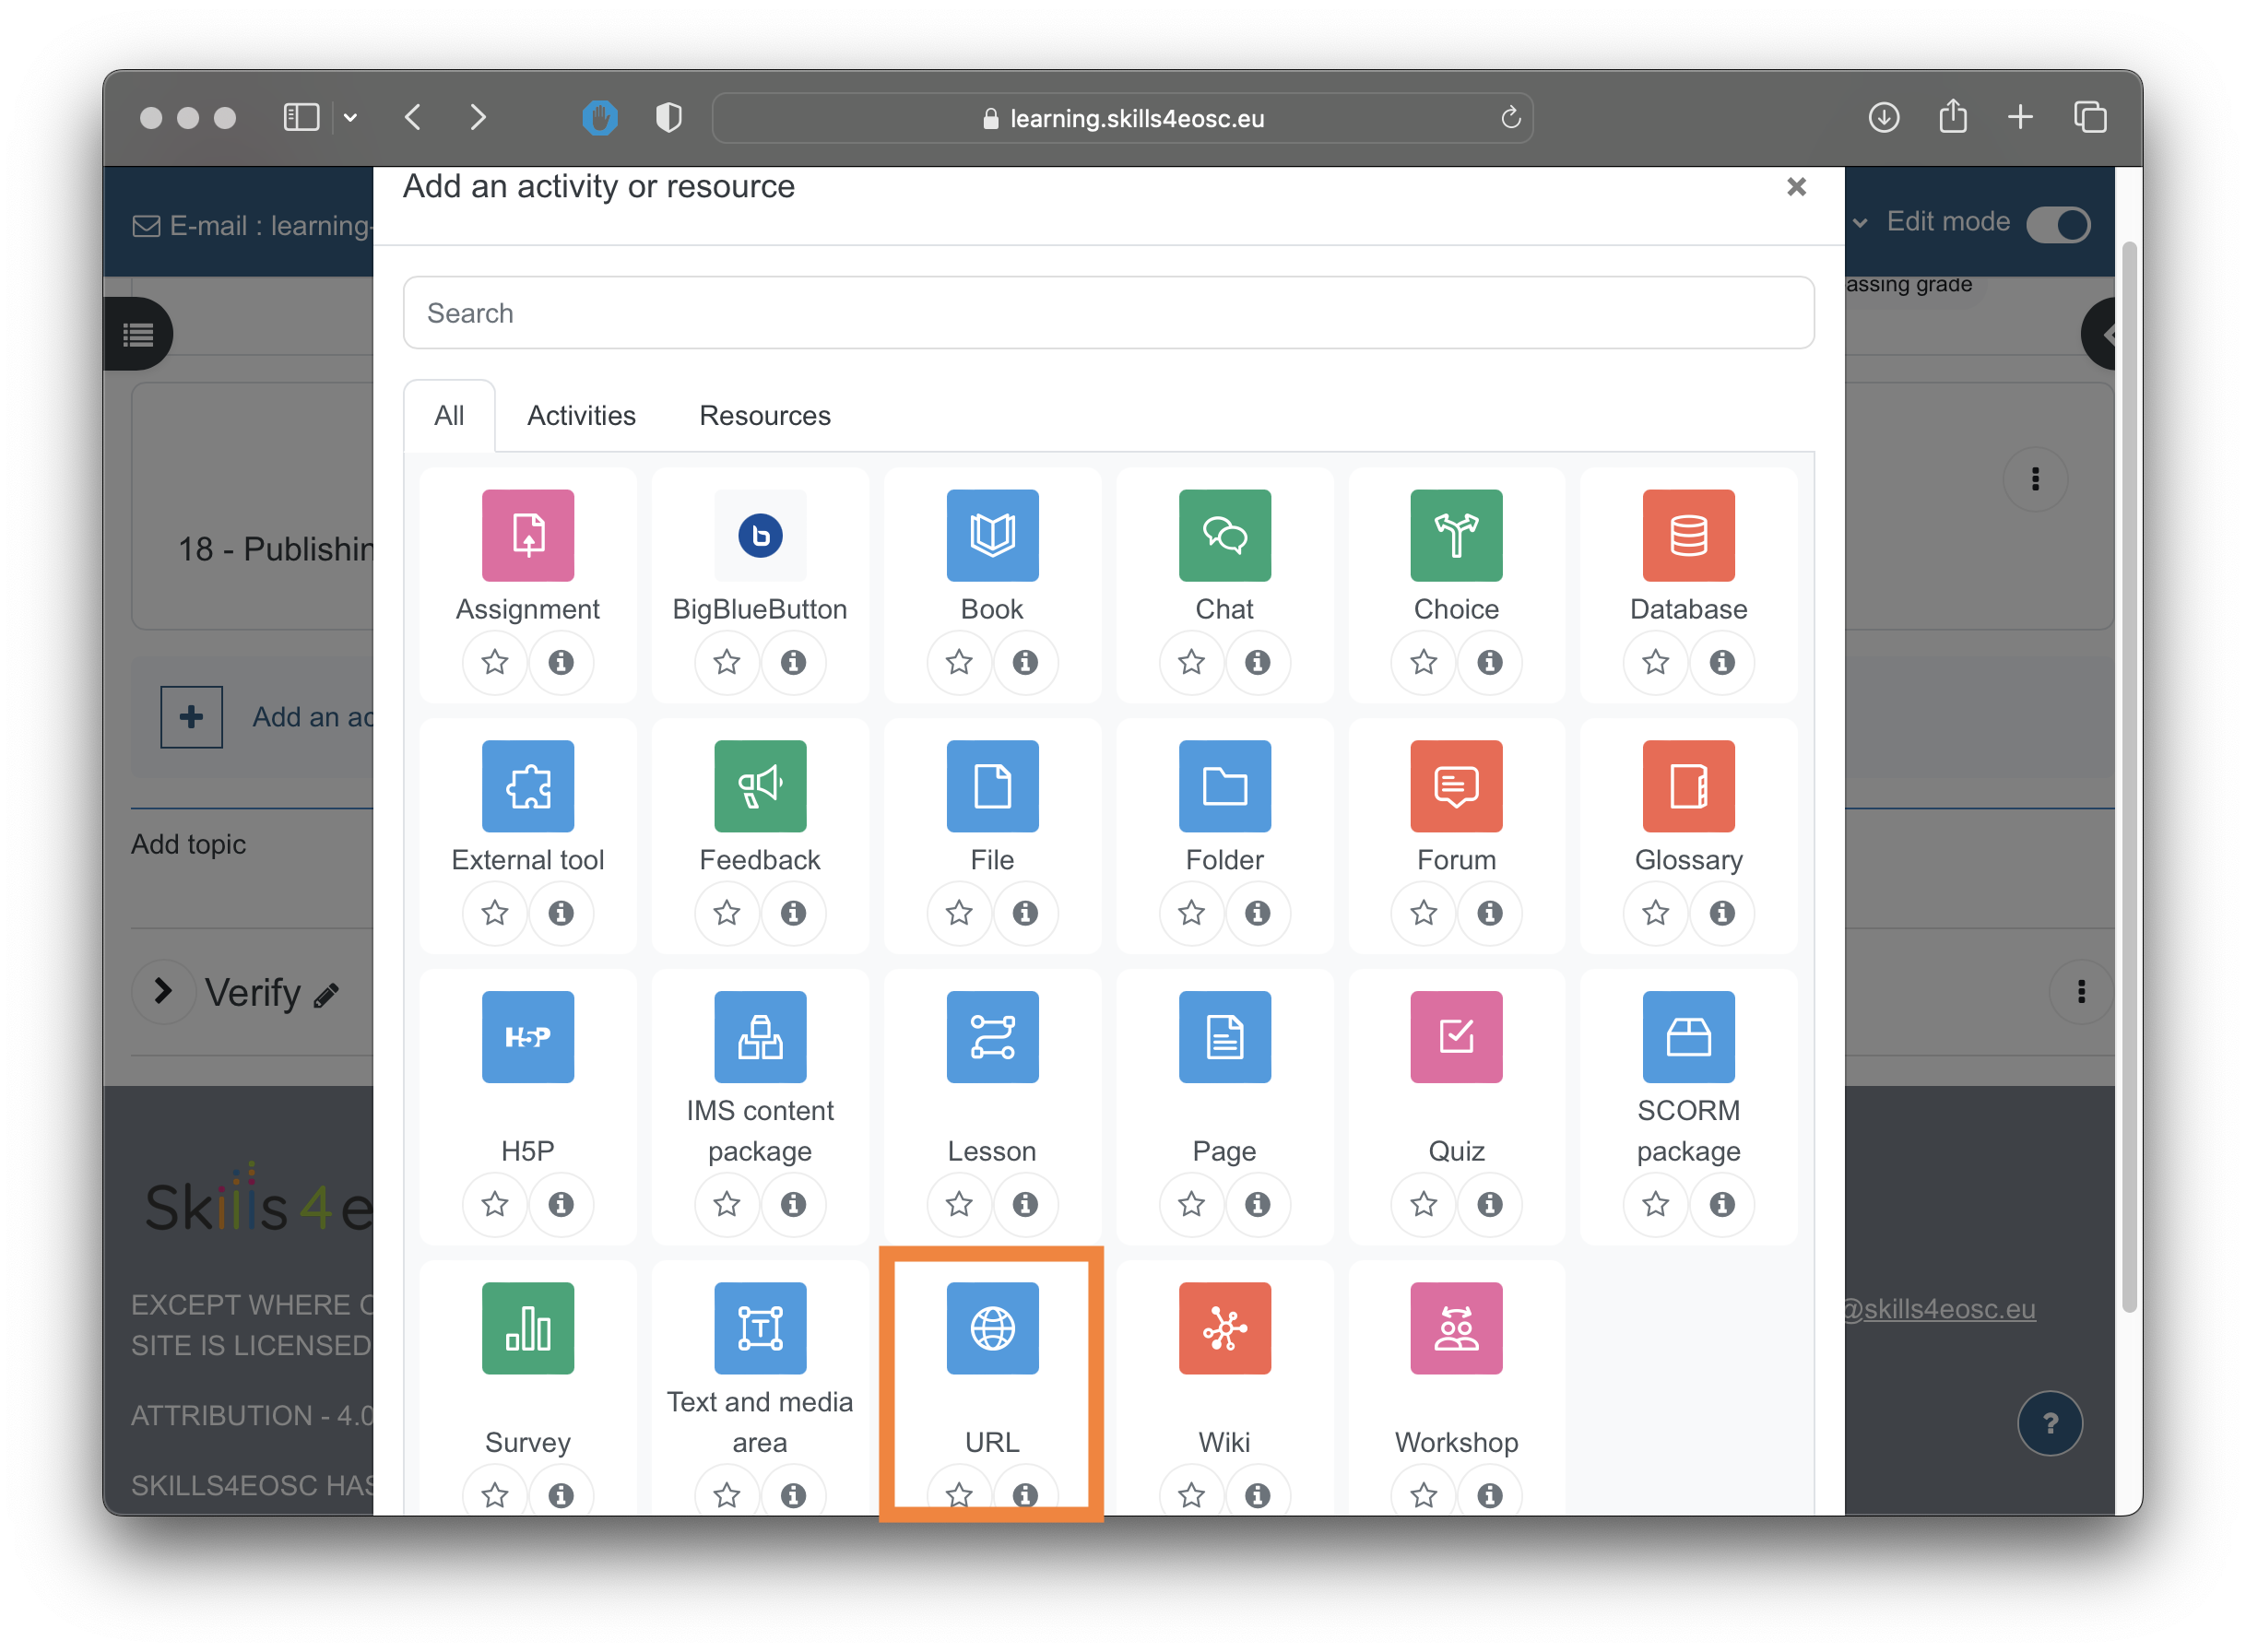 learning.skills4eosc.eu
E-mail : learning-
Edit mode
Add an activity or resource
Search
assing grade
All
Activities
Resources
18 - Publishin
Assignment
BigBlueButton
Book
Chat
Choice
Database
Add an ac
External tool
Feedback
File
Folder
Forum
Glossary
Add topic
Verify
H5P
H5P
IMS content
package
Lesson
Page
Quiz
SCORM
package
Skills4e
EXCEPT WHERE O
SITE IS LICENSED
ATTRIBUTION - 4.0
SKILLS4EOSC HAS
Survey
T
Text and media
area
URL
Wiki
Workshop
@skills4eosc.eu
?